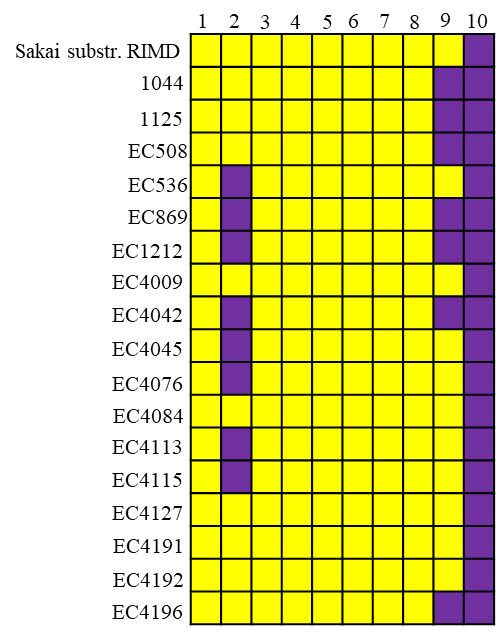 1 2 3 4 5 6 7 8 9 10
Sakai substr. RIMD
1044
1125
EC508
EC536
EC869
EC1212
EC4009
EC4042
EC4045
EC4076
EC4084
EC4113
EC4115
EC4127
EC4191
EC4192
EC4196